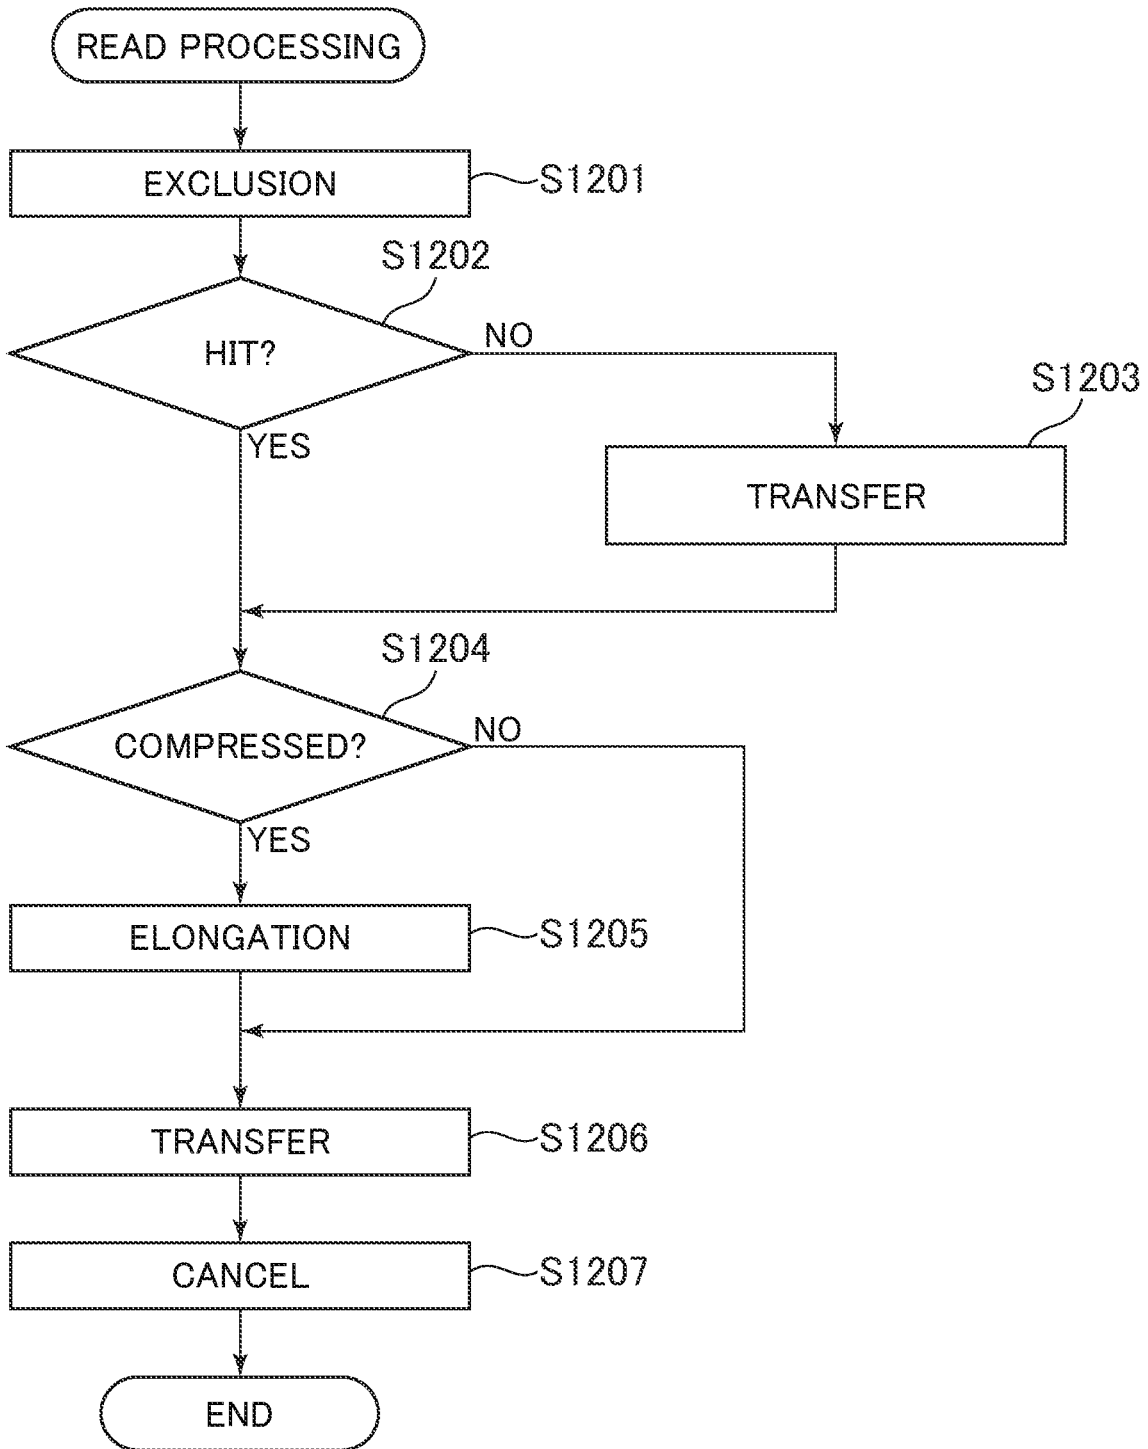 READ PROCESSING
EXCLUSION
S1201
S1202
HIT?
NO
YES
S1203
TRANSFER
S1204
COMPRESSED?
NO
YES
ELONGATION
S1205
TRANSFER
S1206
CANCEL
S1207
END